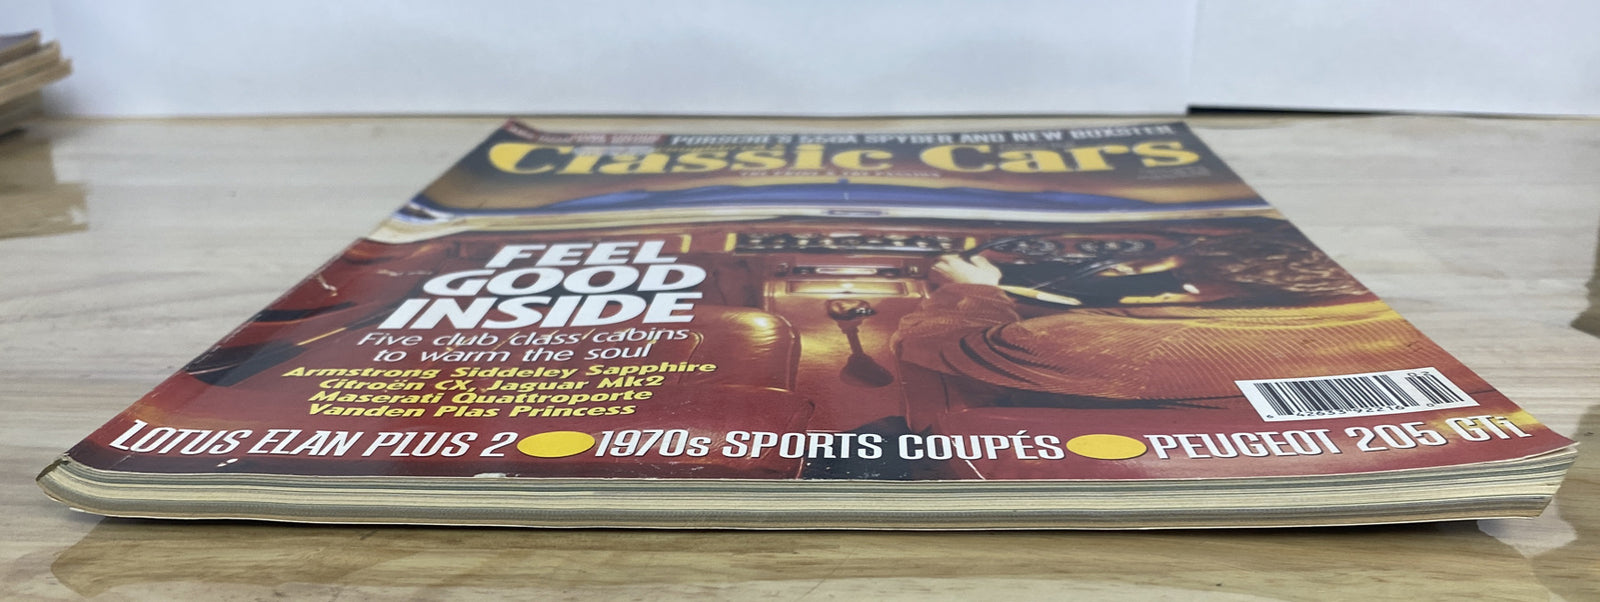 PORSCHE'S 550A SPYDER AND NEW BOXSTER
Classic Cars
FEEL
GOOD
INSIDE
Five club class cabins
to warm the soul
Armstrong Siddeley Sapphire
Citroën CX, Jaguar Mk2
Maserati Quattroporte
Vanden Plas Princess
LOTUS ELAN PLUS 2 1970s SPORTS COUPÉS PEUGEOT 205 GTi